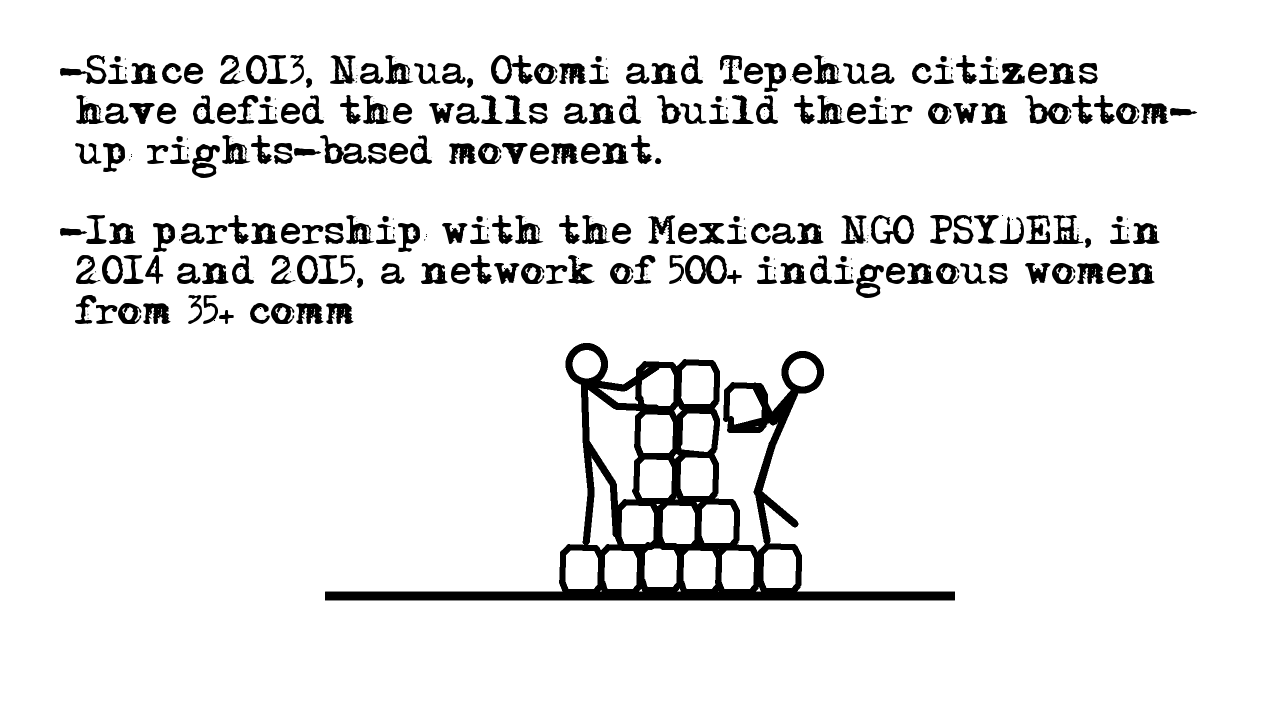 -Since 2013, Nahua, Otomi and Tepehua citizens
have defied the walls and build their own bottom-
up rights-based movement.
-In partnership with the Mexican NGO PSYDEH, in
2014 and 2015, a network of 500+ indigenous women
from 35+ comm